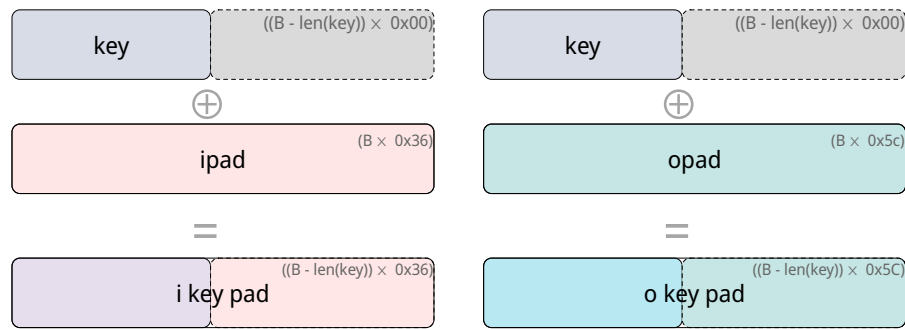 key ((B - len(key)) × 0x00)
key ((B - len(key)) × 0x00)
⊕
⊕
ipad (B × 0x36)
opad (B × 0x5c)
=
=
i key pad ((B - len(key)) × 0x36)
o key pad ((B - len(key)) × 0x5C)